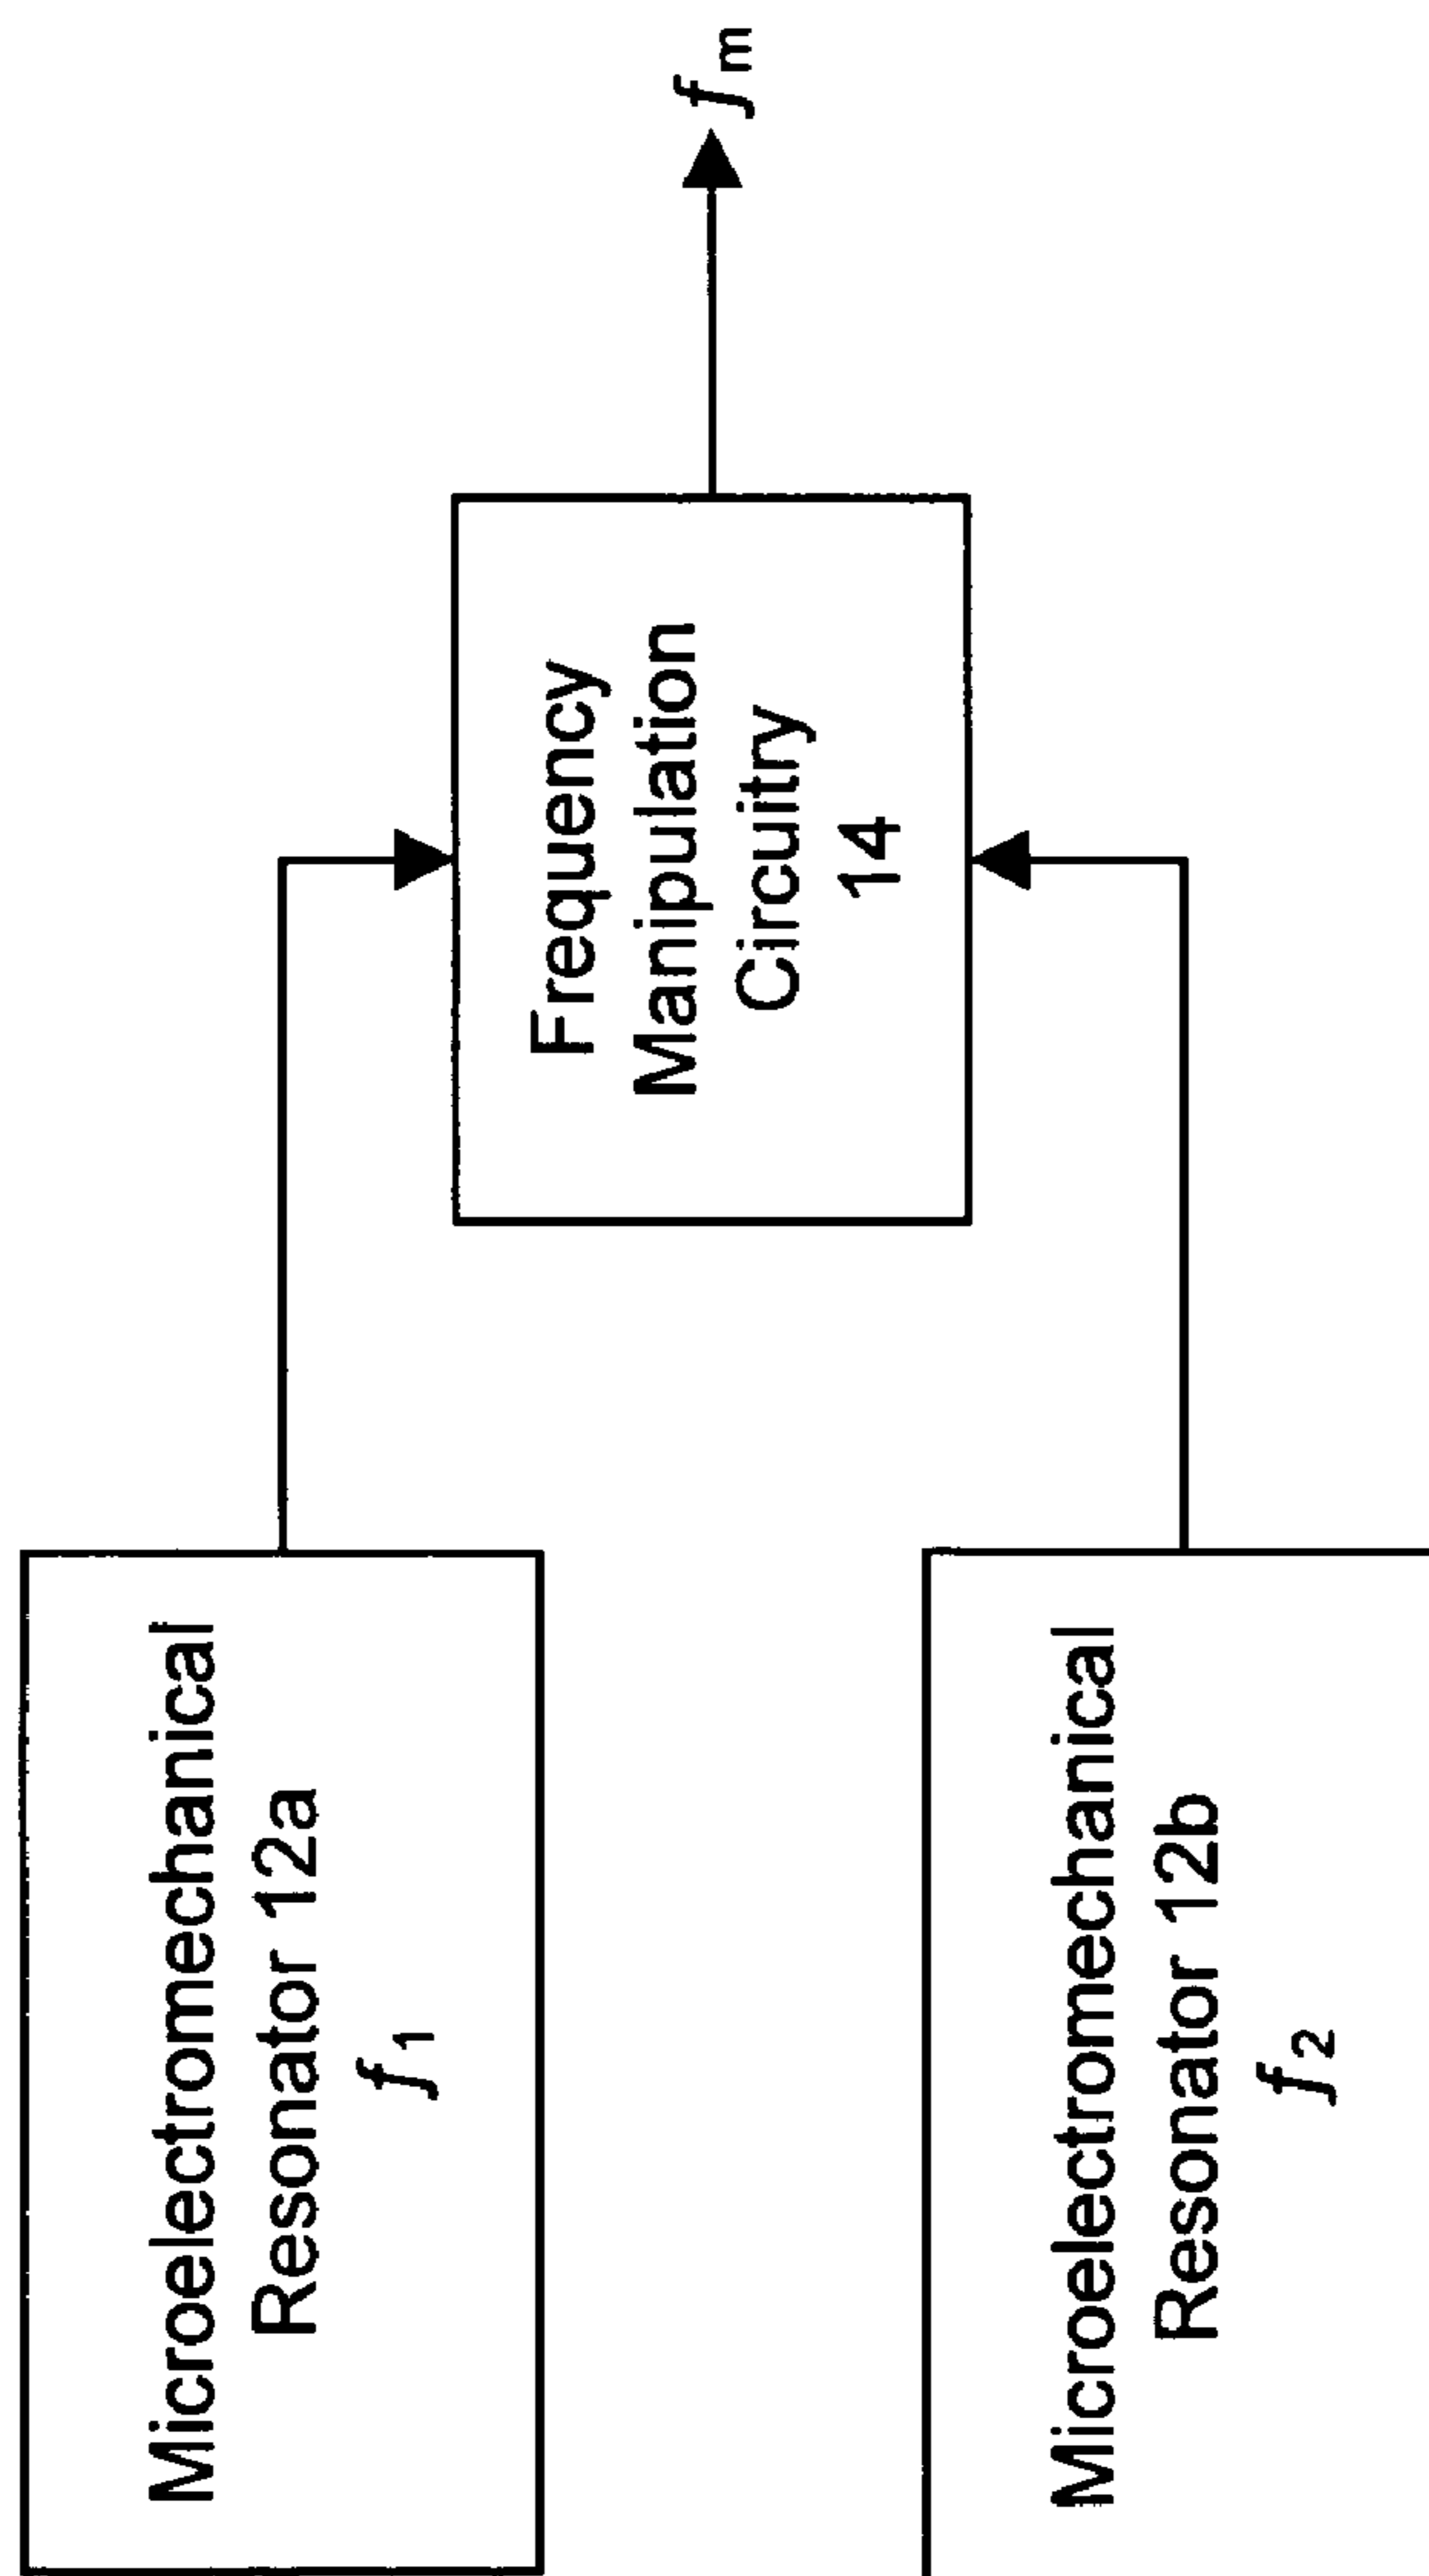 Microelectromechanical
Resonator 12a
f1
Frequency
Manipulation
Circuitry
14
fm
Microelectromechanical
Resonator 12b
f2